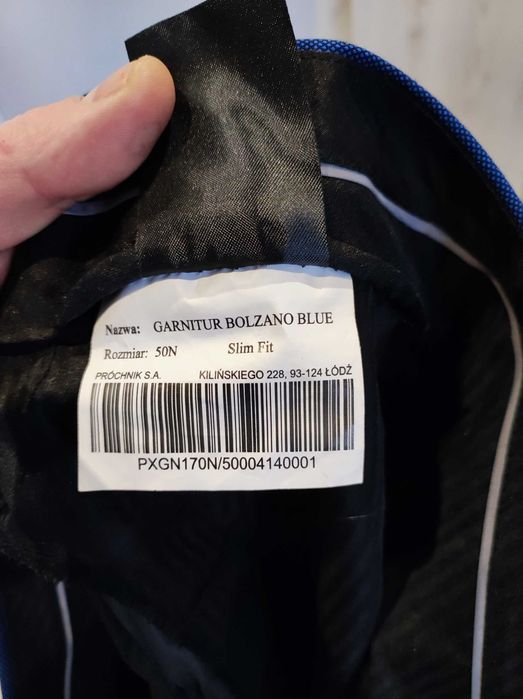 Nazwa: GARNITUR BOLZANO BLUE
Rozmiar: 50N Slim Fit
PRÓCHNIK S.A. KILIŃSKIEGO 228, 93-124 ŁÓDŹ
PXGN170N/50004140001